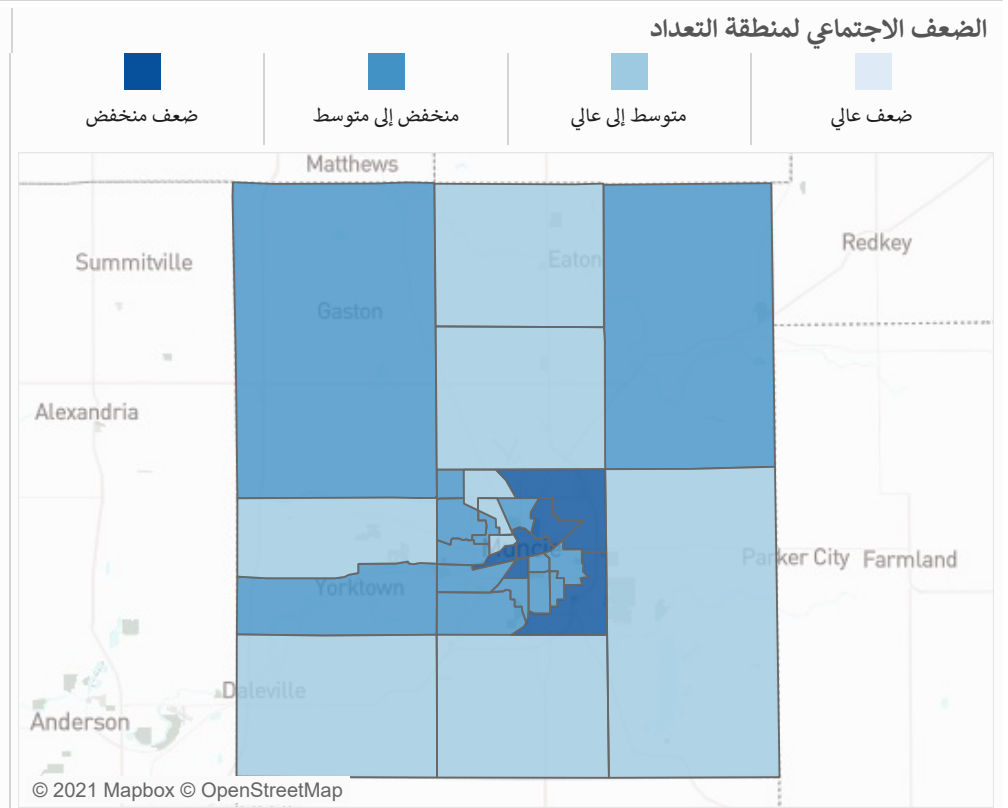 الضعف الاجتماعي لمنطقة التعداد
ضعف عالي
متوسط إلى عالي
منخفض إلى متوسط
ضعف منخفض
Matthews
Redkey
Eaton
Summitville
Gaston
Alexandria
Muncie
Parker City
Farmland
Yorktown
Daleville
Anderson
© 2021 Mapbox © OpenStreetMap